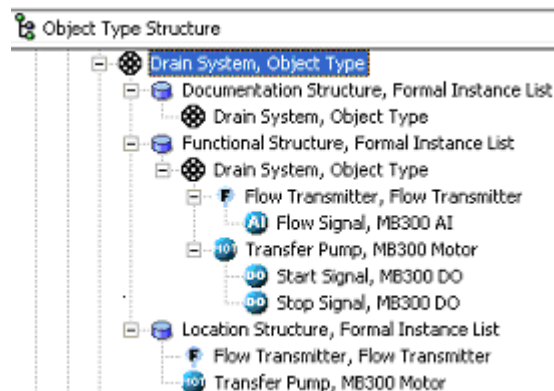 Object Type Structure
Drain System, Object Type
Documentation Structure, Formal Instance List
Drain System, Object Type
Functional Structure, Formal Instance List
Drain System, Object Type
F Flow Transmitter, Flow Transmitter
AI Flow Signal, MB300 AI
Transfer Pump, MB300 Motor
DO Start Signal, MB300 DO
DO Stop Signal, MB300 DO
Location Structure, Formal Instance List
F Flow Transmitter, Flow Transmitter
Transfer Pump, MB300 Motor